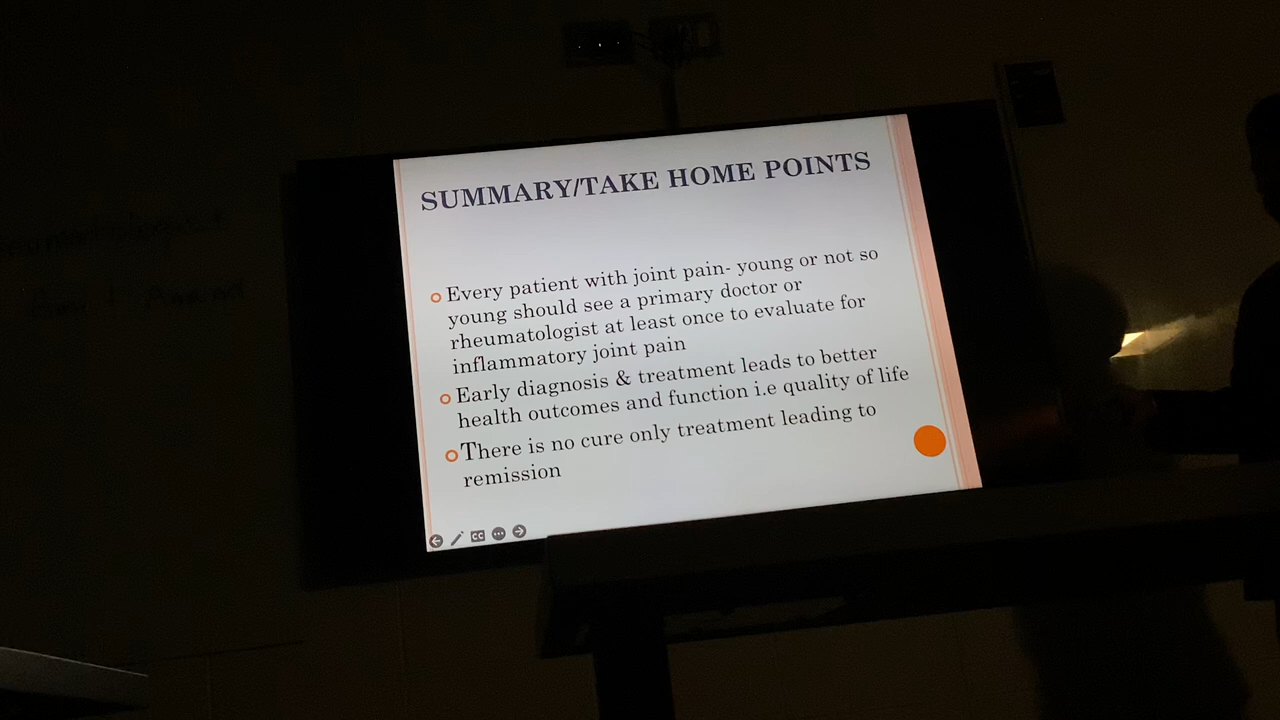 SUMMARY/TAKE HOME POINTS
Every patient with joint pain- young or not so
young should see a primary doctor or
rheumatologist at least once to evaluate for
inflammatory joint pain
Early diagnosis & treatment leads to better
health outcomes and function i.e quality of life
There is no cure only treatment leading to
remission
CC